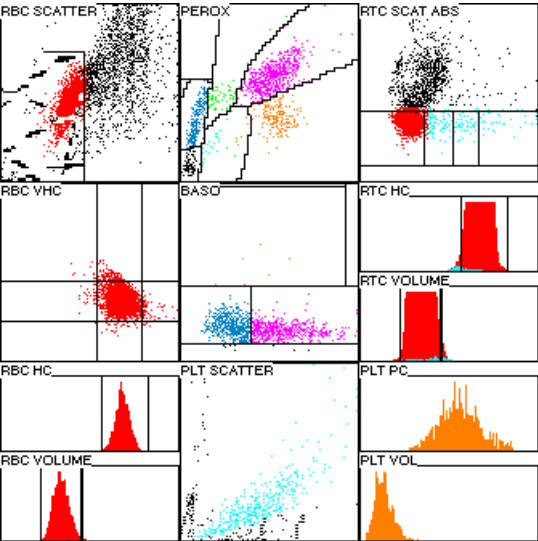 RBC SCATTER
PEROX
RTC SCAT ABS
RBC VHC
BASO
RTC HC
RTC VOLUME
RBC HC
PLT SCATTER
PLT PC
RBC VOLUME
PLT VOL